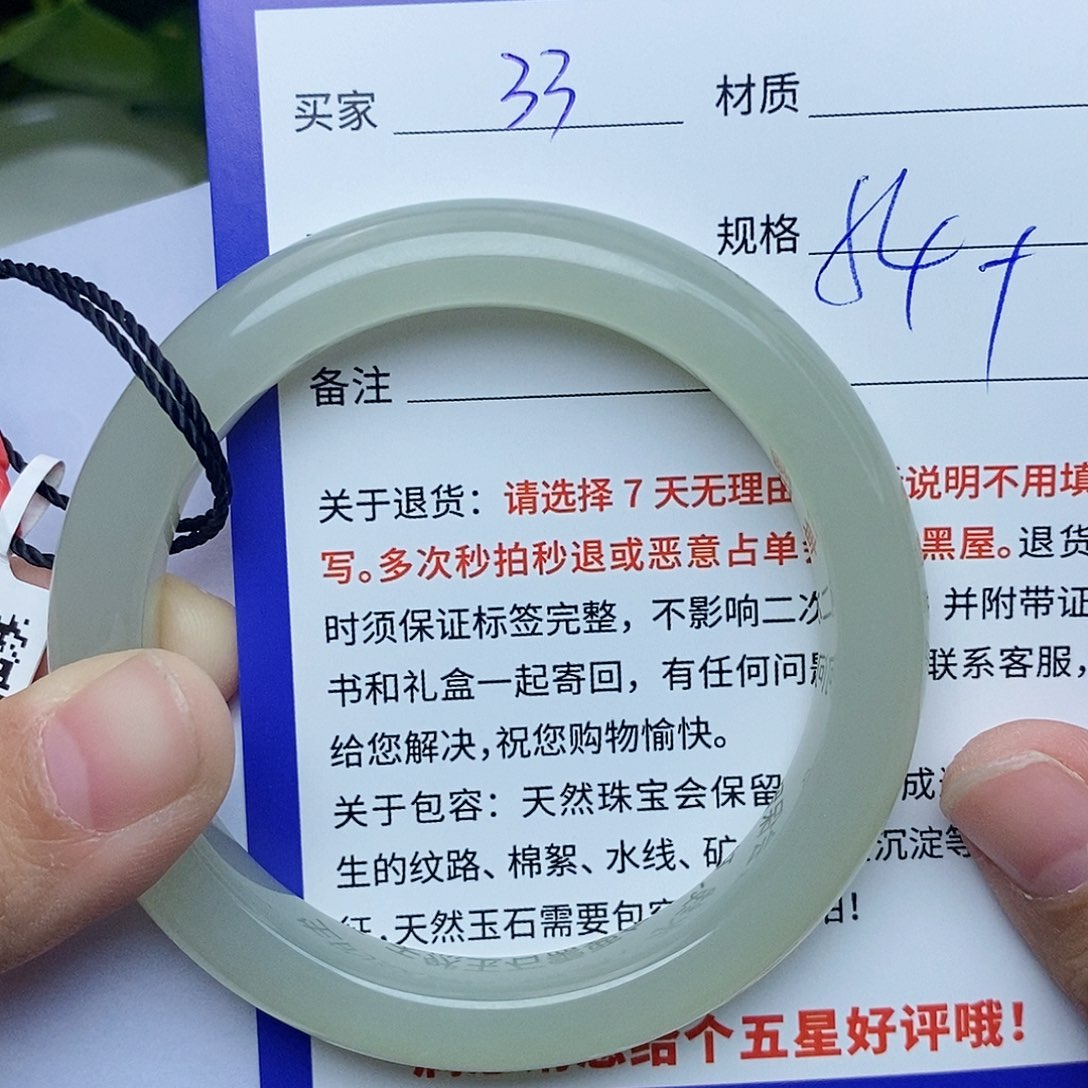 买家 33 材质
规格 84+
备注
关于退货：请选择7天无理由 说明不用填
写。多次秒拍秒退或恶意占单 黑屋。退货
时须保证标签完整，不影响二次 并附带证
书和礼盒一起寄回，有任何问题 联系客服，
给您解决，祝您购物愉快。
关于包容：天然珠宝会保留 成
生的纹路、棉絮、水线、矿 沉淀等
征，天然玉石需要包容
给个五星好评哦！